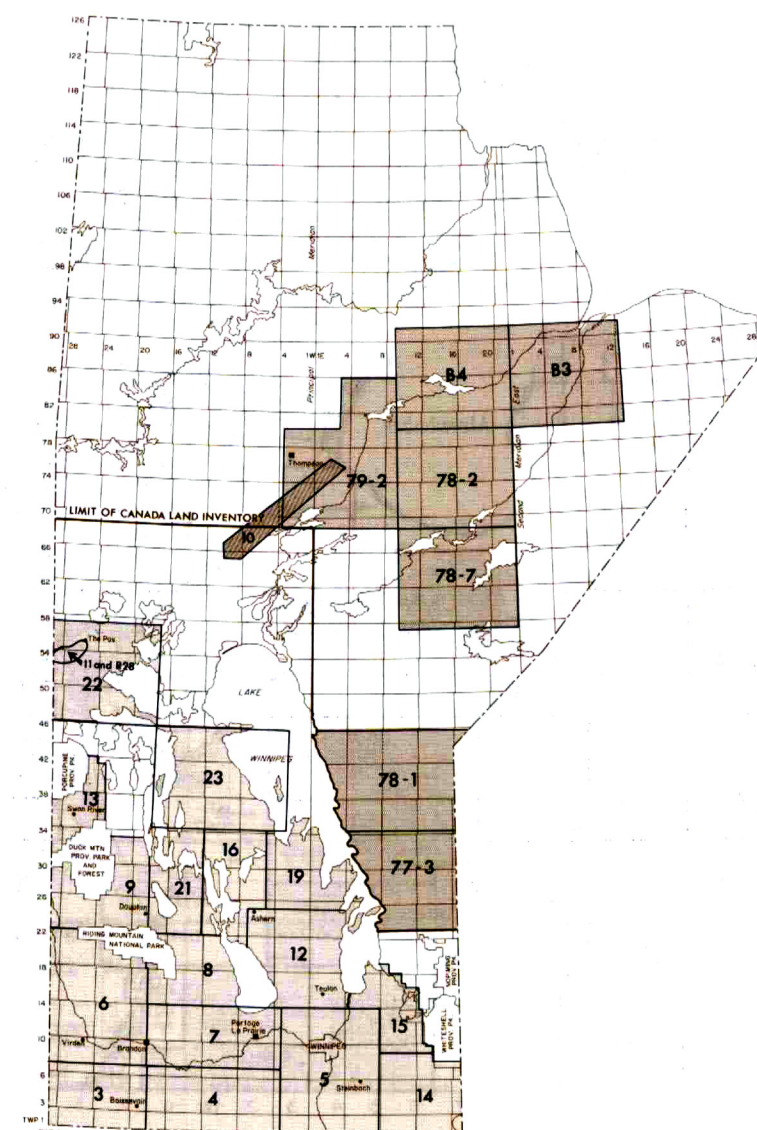 126
122
118
114
110
106
102
98
94
90
86
82
78
74
70
66
62
58
54
50
46
42
38
34
30
26
22
18
14
10
6
3
TWP 1
Meridian
Principal
28 24 20 4 1W1E 4 8 12 16 20 1 4 8 12 16 20 24 28
B4
B3
East
Meridian
Second
Thompson
79-2
78-2
LIMIT OF CANADA LAND INVENTORY
10
78-7
The Pas
11 and R28
22
LAKE
WINNIPEG
PORCUPINE
PROV. PK.
23
78-1
13
Swan River
DUCK MTN
PROV. PARK
AND
FOREST
16
77-3
9
21
19
Dauphin
Ashern
RIDING MOUNTAIN
NATIONAL PARK
12
8
NOPIMING
PROV. PK.
6
Teulon
15
WHITESHELL
PROV. PK.
Virden
Brandon
7
Portage
La Prairie
WINNIPEG
3
Boissevain
4
5
Steinbach
14